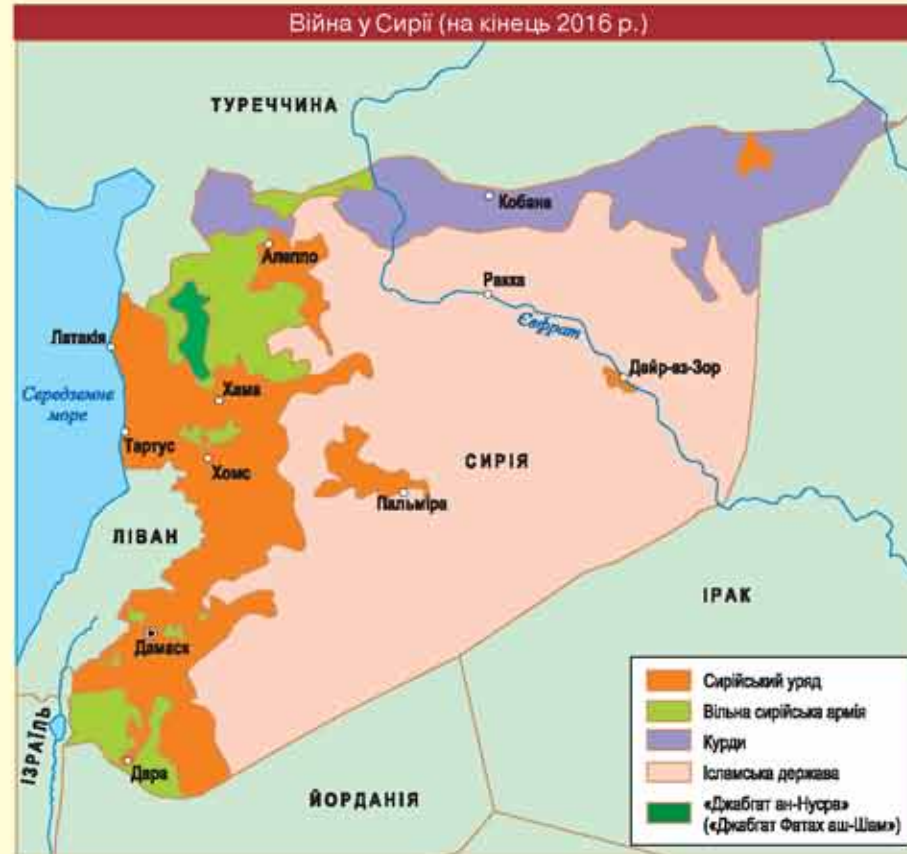 Війна у Сирії (на кінець 2016 р.)
ТУРЕЧЧИНА
Кобане
Алеппо
Ракка
Євфрат
Латакія
Дейр-ез-Зор
Хама
Середземне
море
Тартус
Хомс
СИРІЯ
Пальміра
ЛІВАН
ІРАК
Дамаск
ІЗРАЇЛЬ
Дара
ЙОРДАНІЯ
Сирійський уряд
Вільна сирійська армія
Курди
Ісламська держава
«Джабгат ан-Нусра»
(«Джабгат Фатах аш-Шам»)